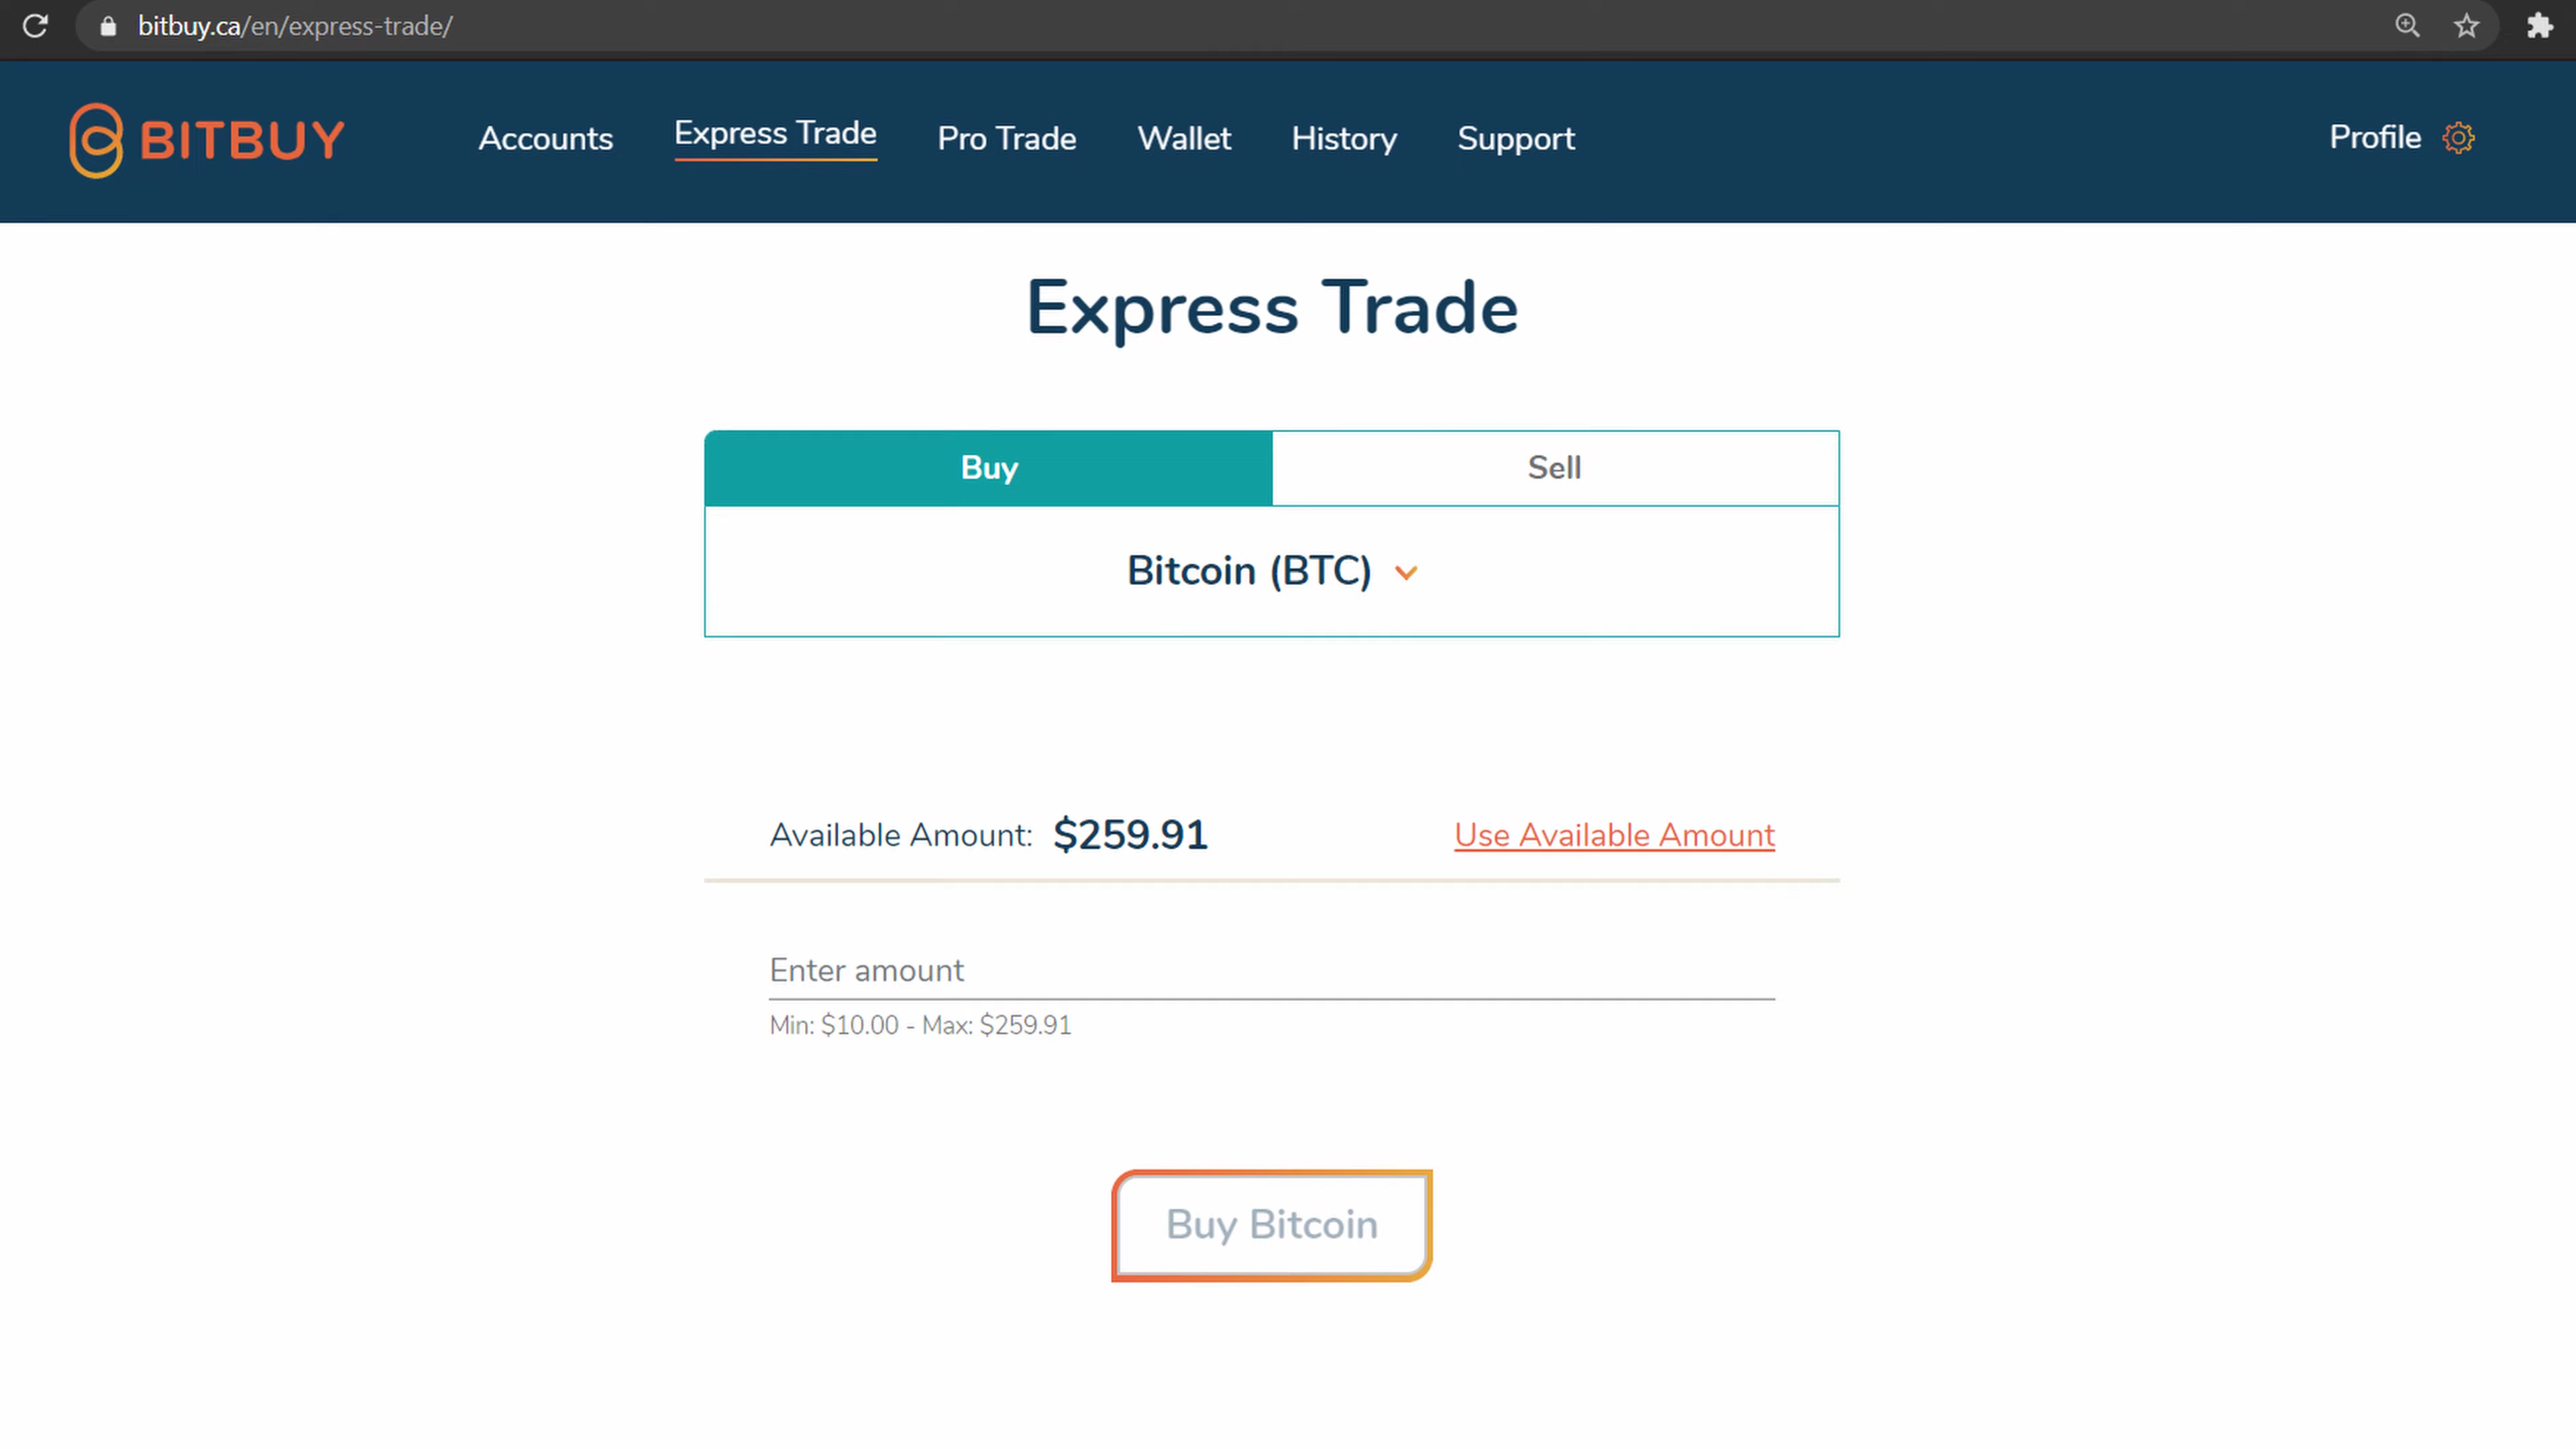 bitbuy.ca/en/express-trade/
BITBUY Accounts Express Trade Pro Trade Wallet History Support Profile
Express Trade
Buy Sell
Bitcoin (BTC)
Available Amount: $259.91 Use Available Amount
Enter amount
Min: $10.00 - Max: $259.91
Buy Bitcoin